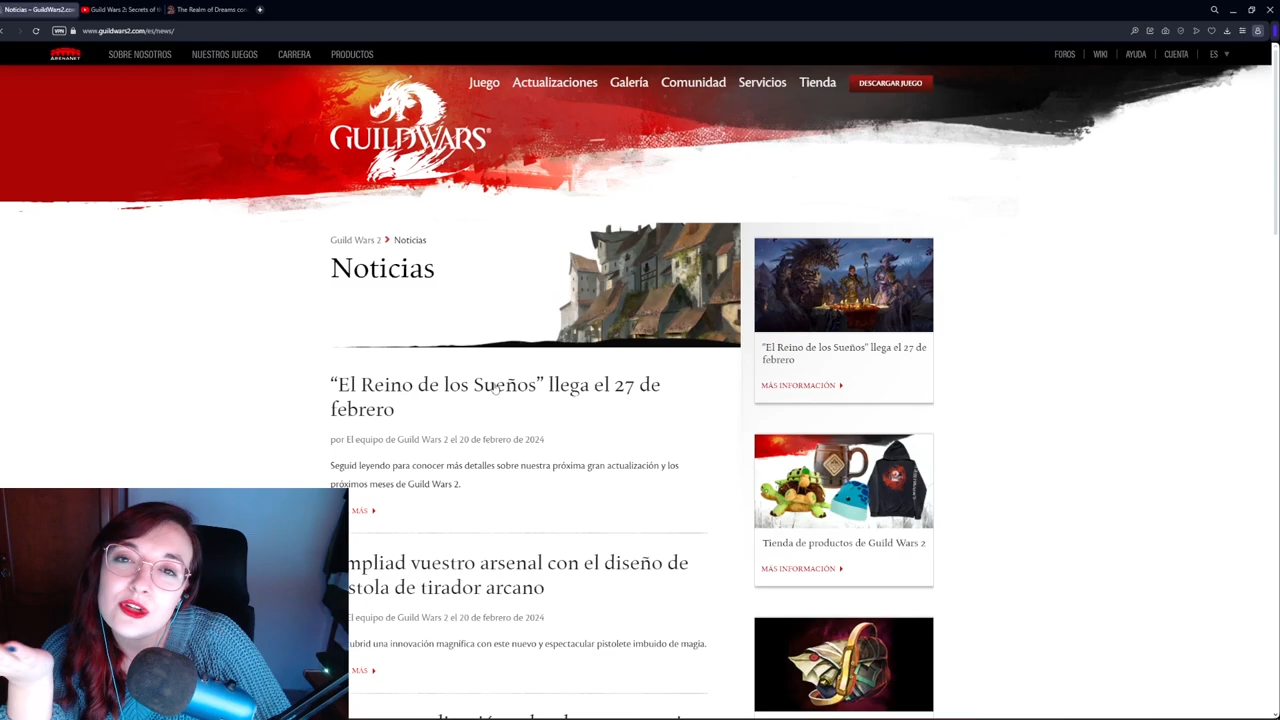 Noticias – GuildWars2.com
Guild Wars 2: Secrets of t
The Realm of Dreams co
VPN
www.guildwars2.com/es/news/
ARENANET
SOBRE NOSOTROS
NUESTROS JUEGOS
CARRERA
PRODUCTOS
FOROS
WIKI
AYUDA
CUENTA
ES
Juego
Actualizaciones
Galería
Comunidad
Servicios
Tienda
DESCARGAR JUEGO
GUILDWARS
2
Guild Wars 2 > Noticias
Noticias
“El Reino de los Sueños” llega el 27 de
febrero
por El equipo de Guild Wars 2 el 20 de febrero de 2024
Seguid leyendo para conocer más detalles sobre nuestra próxima gran actualización y los
próximos meses de Guild Wars 2.
MÁS
mpliad vuestro arsenal con el diseño de
stola de tirador arcano
El equipo de Guild Wars 2 el 20 de febrero de 2024
ubrid una innovación magnífica con este nuevo y espectacular pistolete imbuido de magia.
MÁS
“El Reino de los Sueños” llega el 27 de
febrero
MÁS INFORMACIÓN
Tienda de productos de Guild Wars 2
MÁS INFORMACIÓN